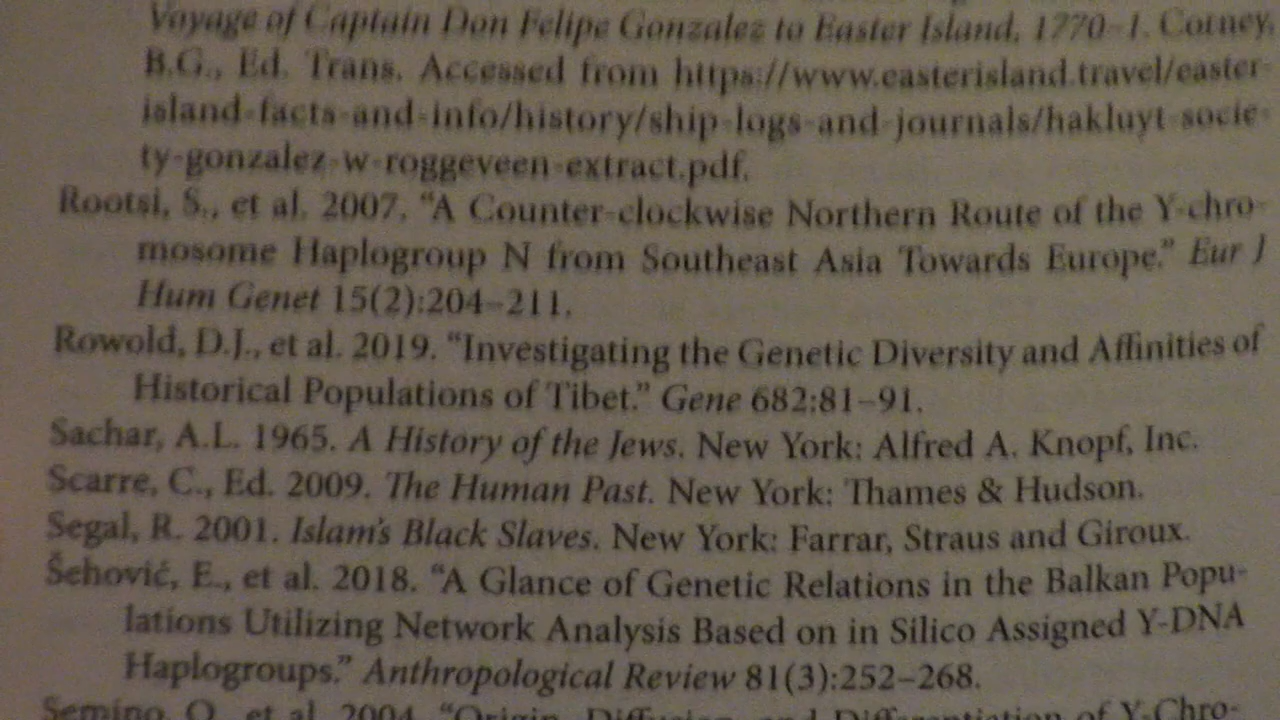 Voyage of Captain Don Felipe Gonzalez to Easter Island, 1770–1. Corney,
B.G., Ed. Trans. Accessed from https://www.easterisland.travel/easter-
island-facts-and-info/history/ship-logs-and-journals/hakluyt-socie-
ty-gonzalez-w-roggeveen-extract.pdf.
Rootsi, S., et al. 2007. “A Counter-clockwise Northern Route of the Y-chro-
mosome Haplogroup N from Southeast Asia Towards Europe.” Eur J
Hum Genet 15(2):204–211.
Rowold, D.J., et al. 2019. “Investigating the Genetic Diversity and Affinities of
Historical Populations of Tibet.” Gene 682:81–91.
Sachar, A.L. 1965. A History of the Jews. New York: Alfred A. Knopf, Inc.
Scarre, C., Ed. 2009. The Human Past. New York: Thames & Hudson.
Segal, R. 2001. Islam’s Black Slaves. New York: Farrar, Straus and Giroux.
Šehović, E., et al. 2018. “A Glance of Genetic Relations in the Balkan Popu-
lations Utilizing Network Analysis Based on in Silico Assigned Y-DNA
Haplogroups.” Anthropological Review 81(3):252–268.
Semino, O., et al. 2004. “Origin, Diffusion, and Differentiation of Y-Chro-